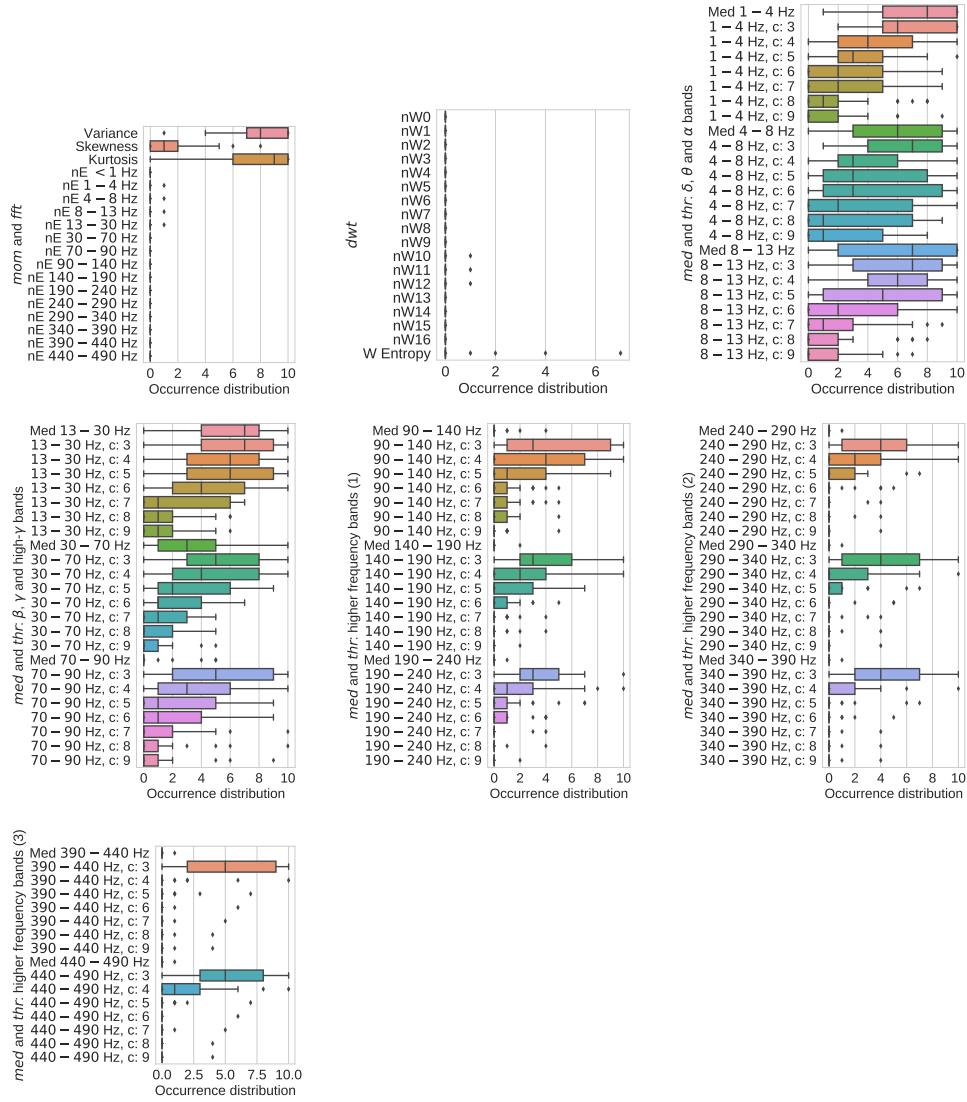 mom and fft
Variance
Skewness
Kurtosis
nE < 1 Hz
nE 1 − 4 Hz
nE 4 − 8 Hz
nE 8 − 13 Hz
nE 13 − 30 Hz
nE 30 − 70 Hz
nE 70 − 90 Hz
nE 90 − 140 Hz
nE 140 − 190 Hz
nE 190 − 240 Hz
nE 240 − 290 Hz
nE 290 − 340 Hz
nE 340 − 390 Hz
nE 390 − 440 Hz
nE 440 − 490 Hz
0 2 4 6 8 10
Occurrence distribution
dwt
nW0
nW1
nW2
nW3
nW4
nW5
nW6
nW7
nW8
nW9
nW10
nW11
nW12
nW13
nW14
nW15
nW16
W Entropy
0 2 4 6
Occurrence distribution
med and thr: δ, θ and α bands
Med 1 − 4 Hz
1 − 4 Hz, c: 3
1 − 4 Hz, c: 4
1 − 4 Hz, c: 5
1 − 4 Hz, c: 6
1 − 4 Hz, c: 7
1 − 4 Hz, c: 8
1 − 4 Hz, c: 9
Med 4 − 8 Hz
4 − 8 Hz, c: 3
4 − 8 Hz, c: 4
4 − 8 Hz, c: 5
4 − 8 Hz, c: 6
4 − 8 Hz, c: 7
4 − 8 Hz, c: 8
4 − 8 Hz, c: 9
Med 8 − 13 Hz
8 − 13 Hz, c: 3
8 − 13 Hz, c: 4
8 − 13 Hz, c: 5
8 − 13 Hz, c: 6
8 − 13 Hz, c: 7
8 − 13 Hz, c: 8
8 − 13 Hz, c: 9
0 2 4 6 8 10
Occurrence distribution
med and thr: β, γ and high-γ bands
Med 13 − 30 Hz
13 − 30 Hz, c: 3
13 − 30 Hz, c: 4
13 − 30 Hz, c: 5
13 − 30 Hz, c: 6
13 − 30 Hz, c: 7
13 − 30 Hz, c: 8
13 − 30 Hz, c: 9
Med 30 − 70 Hz
30 − 70 Hz, c: 3
30 − 70 Hz, c: 4
30 − 70 Hz, c: 5
30 − 70 Hz, c: 6
30 − 70 Hz, c: 7
30 − 70 Hz, c: 8
30 − 70 Hz, c: 9
Med 70 − 90 Hz
70 − 90 Hz, c: 3
70 − 90 Hz, c: 4
70 − 90 Hz, c: 5
70 − 90 Hz, c: 6
70 − 90 Hz, c: 7
70 − 90 Hz, c: 8
70 − 90 Hz, c: 9
0 2 4 6 8 10
Occurrence distribution
med and thr: higher frequency bands (1)
Med 90 − 140 Hz
90 − 140 Hz, c: 3
90 − 140 Hz, c: 4
90 − 140 Hz, c: 5
90 − 140 Hz, c: 6
90 − 140 Hz, c: 7
90 − 140 Hz, c: 8
90 − 140 Hz, c: 9
Med 140 − 190 Hz
140 − 190 Hz, c: 3
140 − 190 Hz, c: 4
140 − 190 Hz, c: 5
140 − 190 Hz, c: 6
140 − 190 Hz, c: 7
140 − 190 Hz, c: 8
140 − 190 Hz, c: 9
Med 190 − 240 Hz
190 − 240 Hz, c: 3
190 − 240 Hz, c: 4
190 − 240 Hz, c: 5
190 − 240 Hz, c: 6
190 − 240 Hz, c: 7
190 − 240 Hz, c: 8
190 − 240 Hz, c: 9
0 2 4 6 8 10
Occurrence distribution
med and thr: higher frequency bands (2)
Med 240 − 290 Hz
240 − 290 Hz, c: 3
240 − 290 Hz, c: 4
240 − 290 Hz, c: 5
240 − 290 Hz, c: 6
240 − 290 Hz, c: 7
240 − 290 Hz, c: 8
240 − 290 Hz, c: 9
Med 290 − 340 Hz
290 − 340 Hz, c: 3
290 − 340 Hz, c: 4
290 − 340 Hz, c: 5
290 − 340 Hz, c: 6
290 − 340 Hz, c: 7
290 − 340 Hz, c: 8
290 − 340 Hz, c: 9
Med 340 − 390 Hz
340 − 390 Hz, c: 3
340 − 390 Hz, c: 4
340 − 390 Hz, c: 5
340 − 390 Hz, c: 6
340 − 390 Hz, c: 7
340 − 390 Hz, c: 8
340 − 390 Hz, c: 9
0 2 4 6 8 10
Occurrence distribution
med and thr: higher frequency bands (3)
Med 390 − 440 Hz
390 − 440 Hz, c: 3
390 − 440 Hz, c: 4
390 − 440 Hz, c: 5
390 − 440 Hz, c: 6
390 − 440 Hz, c: 7
390 − 440 Hz, c: 8
390 − 440 Hz, c: 9
Med 440 − 490 Hz
440 − 490 Hz, c: 3
440 − 490 Hz, c: 4
440 − 490 Hz, c: 5
440 − 490 Hz, c: 6
440 − 490 Hz, c: 7
440 − 490 Hz, c: 8
440 − 490 Hz, c: 9
0.0 2.5 5.0 7.5 10.0
Occurrence distribution